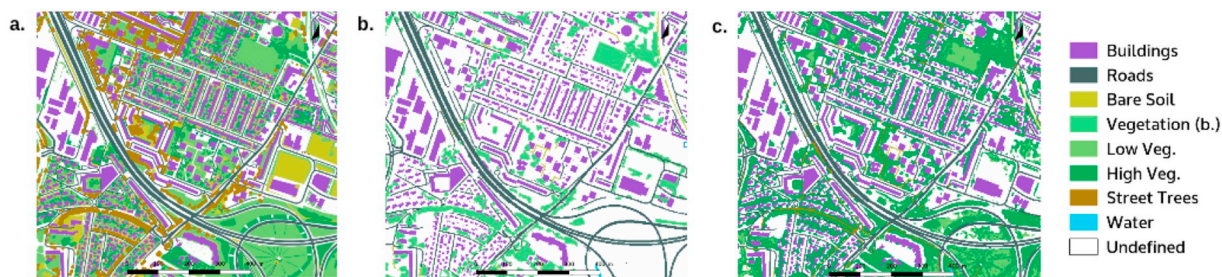 a.
b.
c.
Buildings
Roads
Bare Soil
Vegetation (b.)
Low Veg.
High Veg.
Street Trees
Water
Undefined